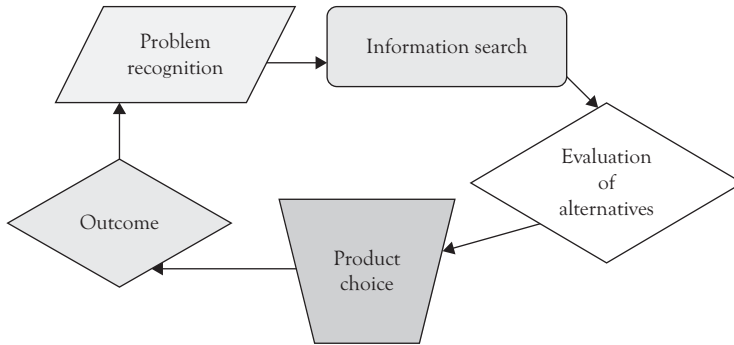 Problem
recognition
Information search
Evaluation
of
alternatives
Product
choice
Outcome